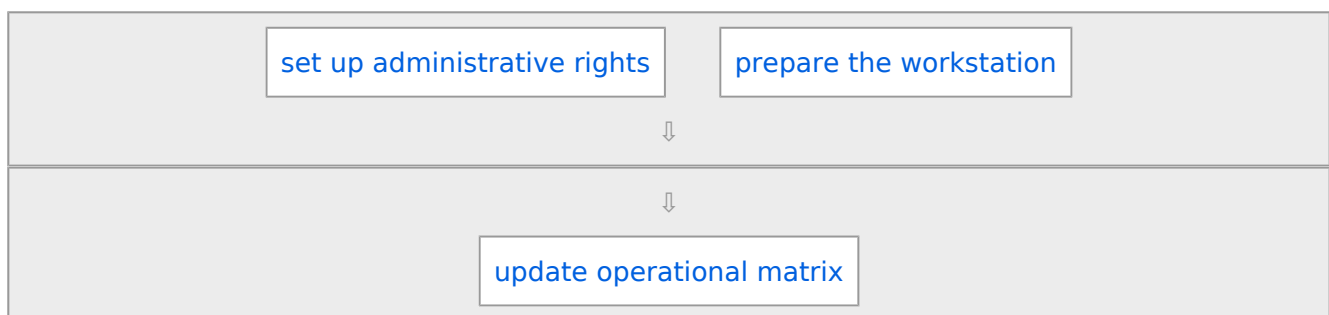 set up administrative rights
prepare the workstation
⇩
⇩
update operational matrix